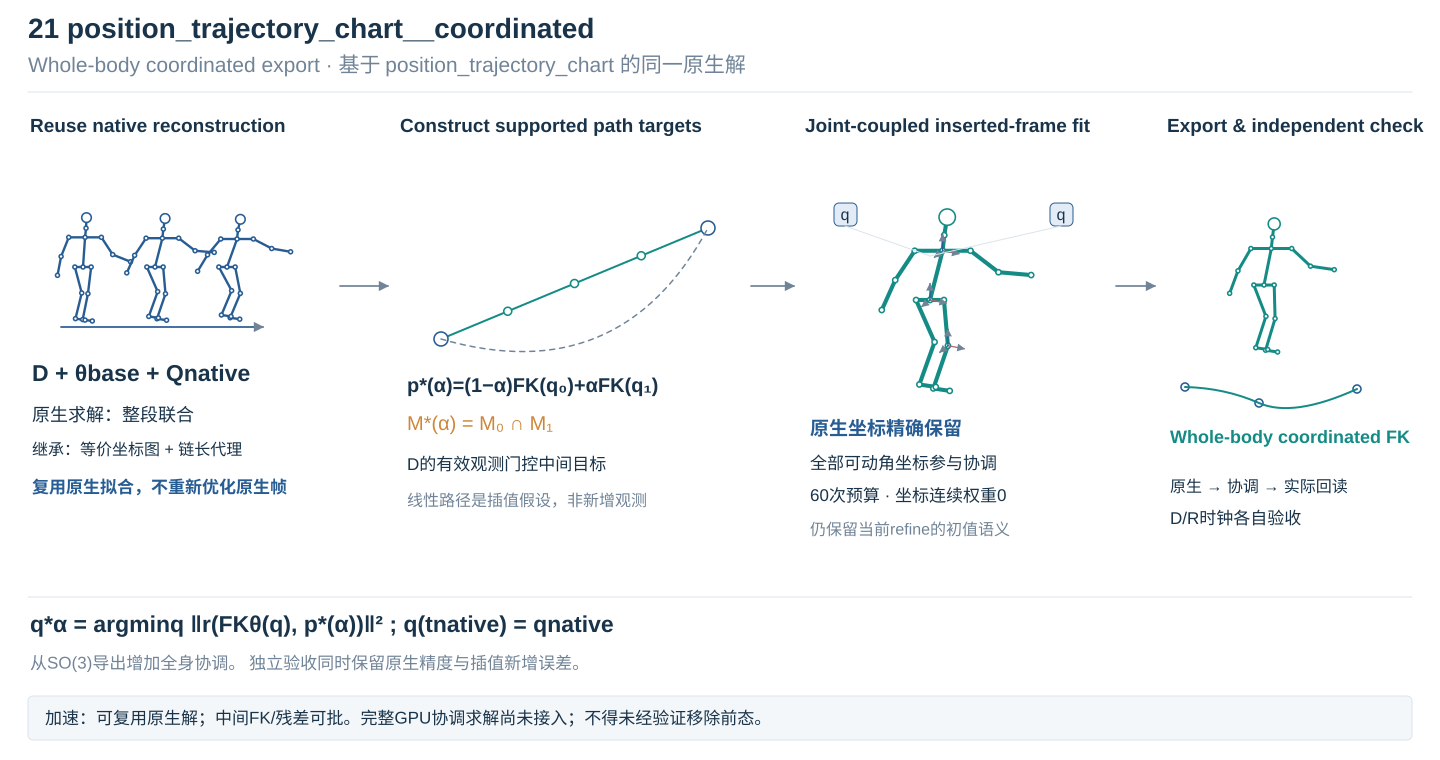 21 position_trajectory_chart__coordinated
Whole-body coordinated export · 基于 position_trajectory_chart 的同一原生解
Reuse native reconstruction
D + θbase + Qnative
原生求解：整段联合
继承：等价坐标图 + 链长代理
复用原生拟合，不重新优化原生帧
Construct supported path targets
p*(α)=(1−α)FK(q₀)+αFK(q₁)
M*(α) = M₀ ∩ M₁
D的有效观测门控中间目标
线性路径是插值假设，非新增观测
Joint-coupled inserted-frame fit
q
q
原生坐标精确保留
全部可动角坐标参与协调
60次预算 · 坐标连续权重0
仍保留当前refine的初值语义
Export & independent check
Whole-body coordinated FK
原生 → 协调 → 实际回读
D/R时钟各自验收
q*α = argminq ‖r(FKθ(q), p*(α))‖² ; q(tnative) = qnative
从SO(3)导出增加全身协调。 独立验收同时保留原生精度与插值新增误差。
加速：可复用原生解；中间FK/残差可批。完整GPU协调求解尚未接入；不得未经验证移除前态。